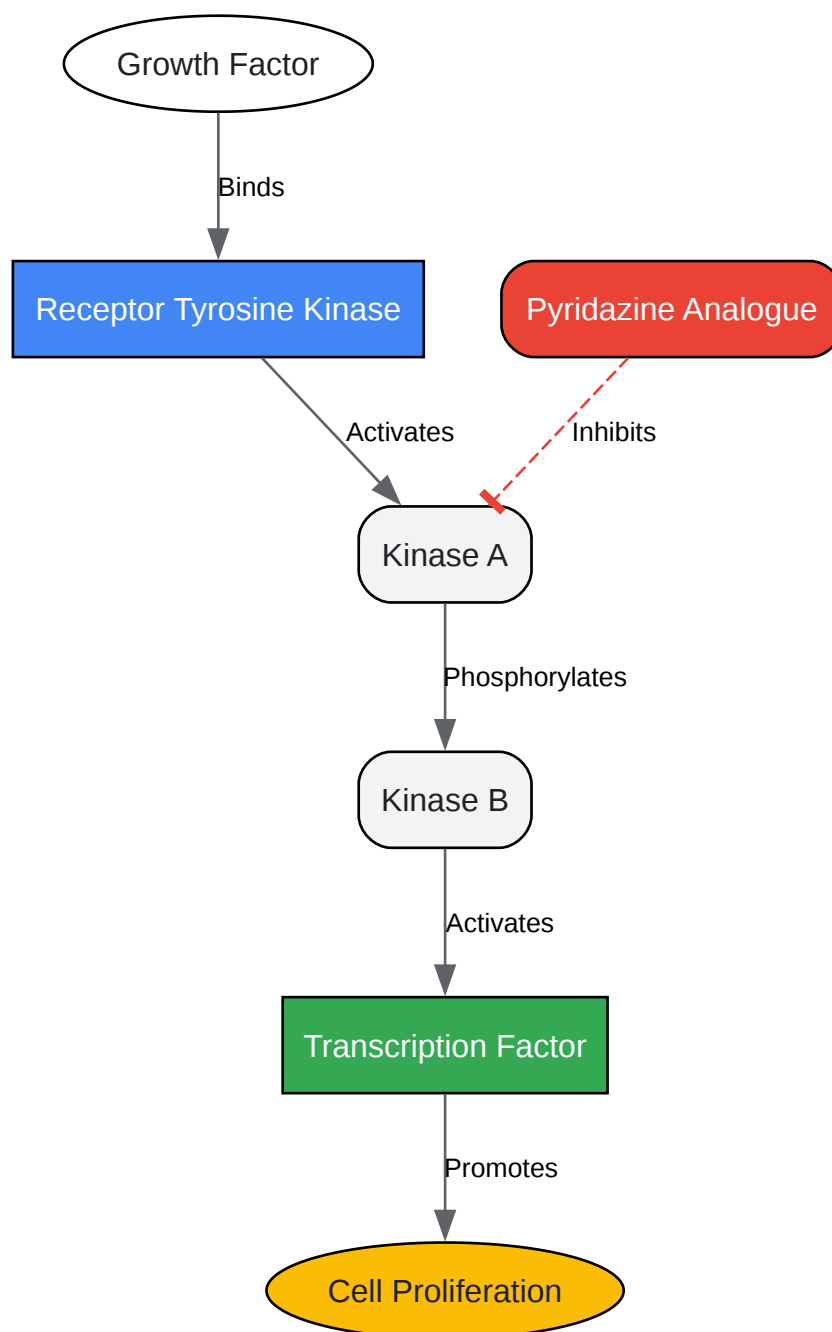 Growth Factor
Binds
Receptor Tyrosine Kinase
Pyridazine Analogue
Activates
Inhibits
Kinase A
Phosphorylates
Kinase B
Activates
Transcription Factor
Promotes
Cell Proliferation